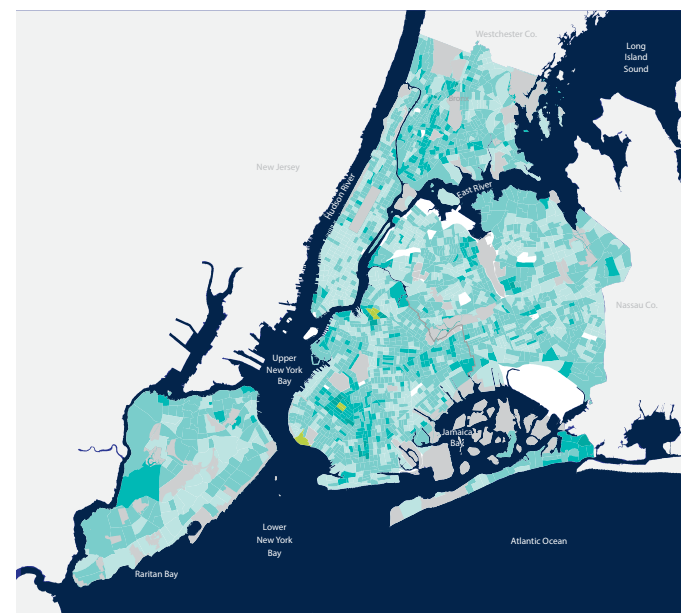 Westchester Co.
Long
Island
Sound
New Jersey
Hudson River
East River
Nassau Co.
Upper
New York
Bay
Jamaica
Bay
Lower
New York
Bay
Atlantic Ocean
Raritan Bay